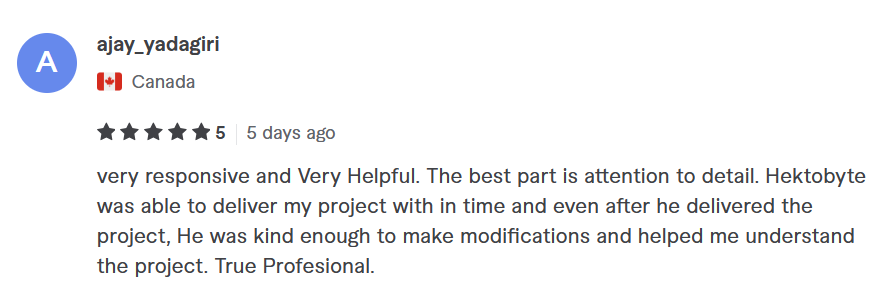 A
ajay_yadagiri
Canada
5 5 days ago
very responsive and Very Helpful. The best part is attention to detail. Hektobyte
was able to deliver my project with in time and even after he delivered the
project, He was kind enough to make modifications and helped me understand
the project. True Profesional.